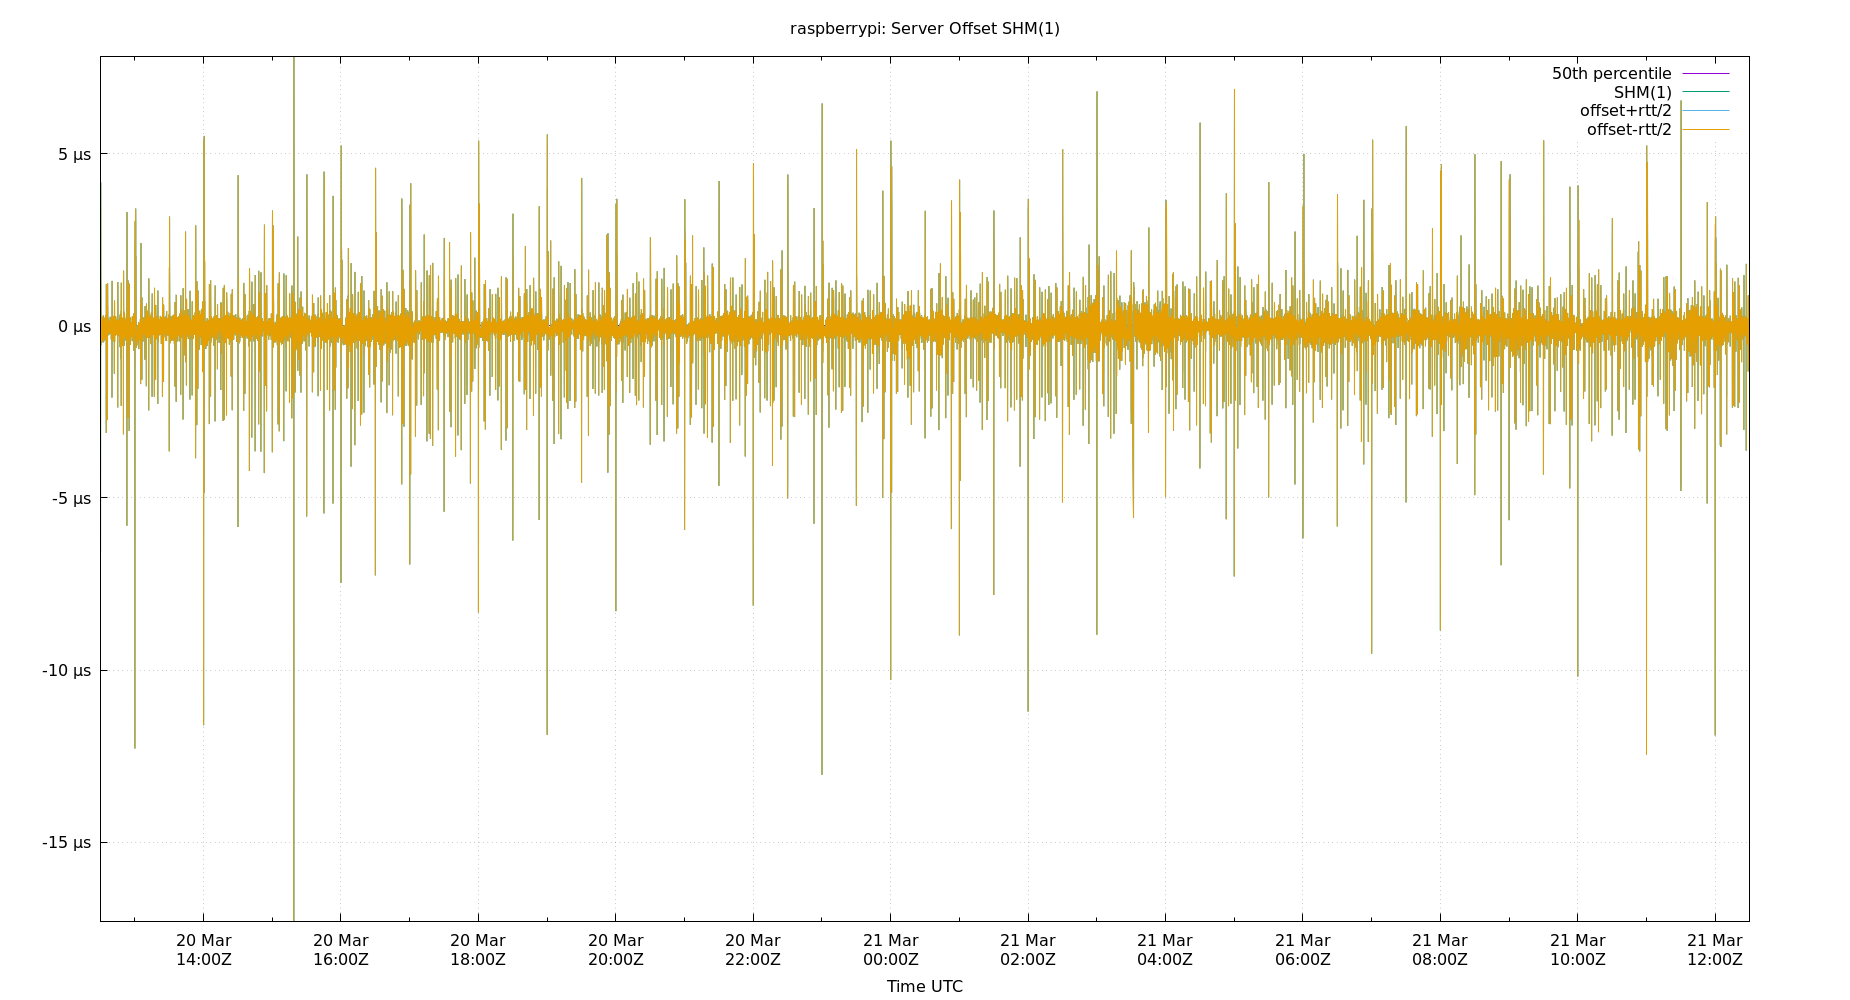 raspberrypi: Server Offset SHM(1)
50th percentile
SHM(1)
offset+rtt/2
offset-rtt/2
5 µs
0 µs
-5 µs
-10 µs
-15 µs
20 Mar 20 Mar 20 Mar 20 Mar 20 Mar 21 Mar 21 Mar 21 Mar 21 Mar 21 Mar 21 Mar 21 Mar
14:00Z 16:00Z 18:00Z 20:00Z 22:00Z 00:00Z 02:00Z 04:00Z 06:00Z 08:00Z 10:00Z 12:00Z
Time UTC